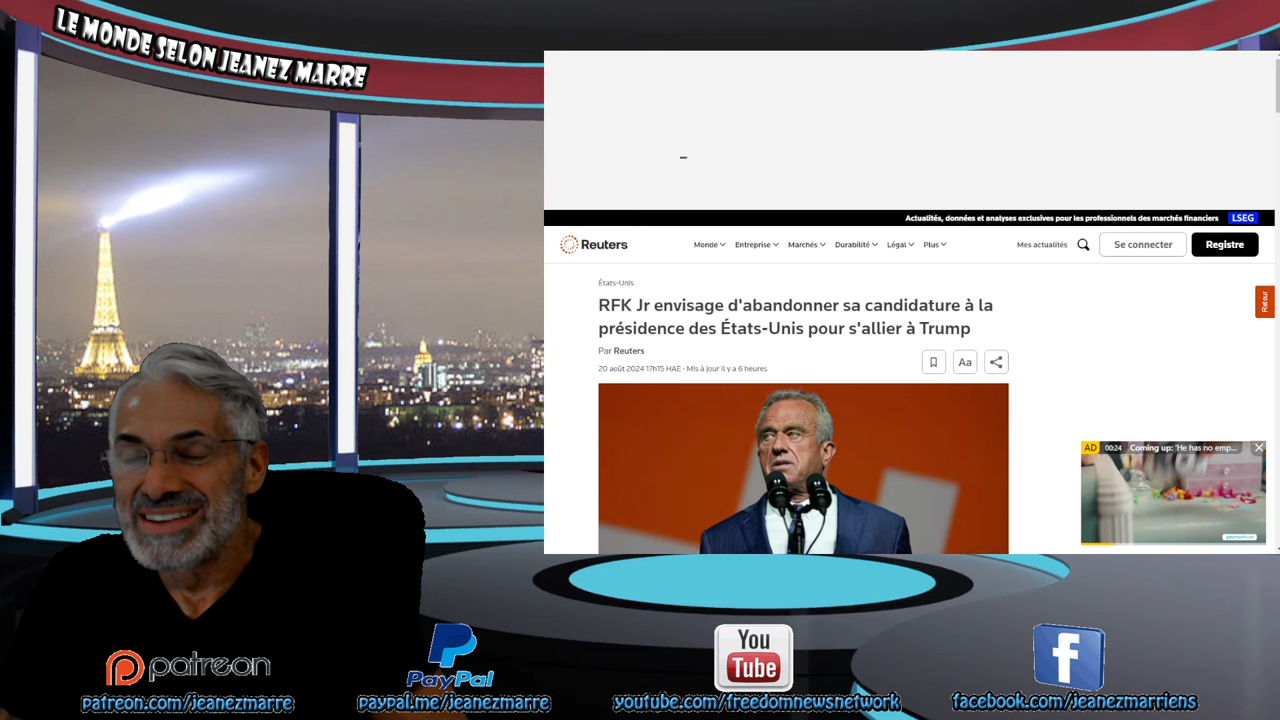 LE MONDE SELON JEANEZ MARRE
Actualités, données et analyses exclusives pour les professionnels des marchés financiers
LSEG
Reuters
Monde
Entreprise
Marchés
Durabilité
Légal
Plus
Mes actualités
Se connecter
Registre
États-Unis
RFK Jr envisage d'abandonner sa candidature à la
présidence des États-Unis pour s'allier à Trump
Par Reuters
20 août 2024 17h15 HAE - Mis à jour il y a 6 heures
Aa
Retour
AD 00:24 Coming up: 'He has no emp...
patreon
PayPal
You
Tube
f
patreon.com/jeanezmarre
paypal.me/jeanezmarre
youtube.com/freedomnewsnetwork
facebook.com/jeanezmarriens